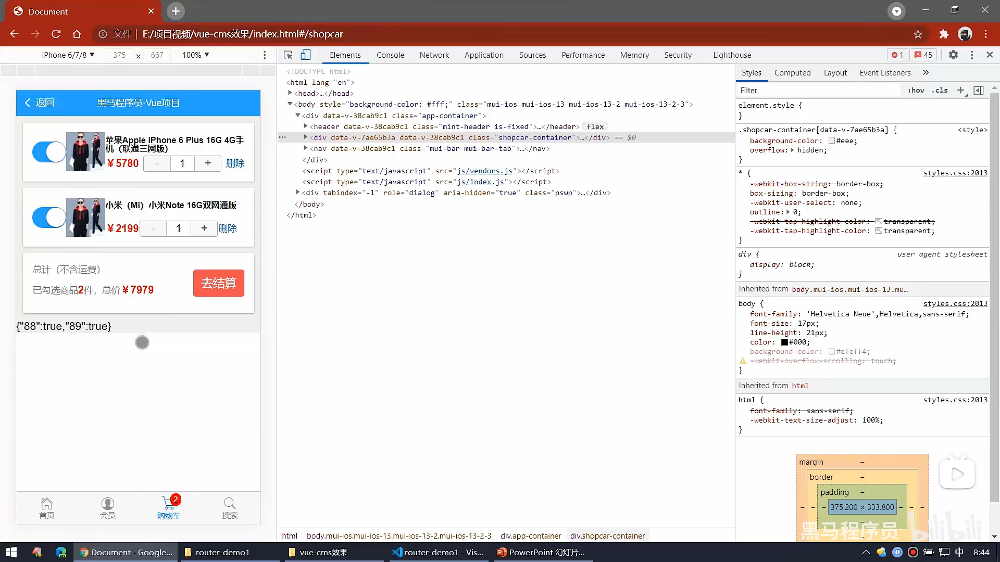 Document
文件
E:/项目视频/vue-cms效果/index.html#/shopcar
iPhone 6/7/8 ▼
375 × 667
100% ▼
返回
黑马程序员·Vue项目
苹果Apple iPhone 6 Plus 16G 4G手
机（联通三网版）
¥5780
- 1 +
删除
小米（Mi）小米Note 16G双网通版
¥2199
- 1 +
删除
总计（不含运费）
已勾选商品2件，总价¥7979
去结算
{"88":true,"89":true}
首页
会员
2
购物车
搜索
Elements
Console
Network
Application
Sources
Performance
Memory
Security
Lighthouse
1
45
<!DOCTYPE html>
<html lang="en">
<head>…</head>
<body style="background-color: #fff;" class="mui-ios mui-ios-13 mui-ios-13-2 mui-ios-13-2-3">
<div data-v-38cab9c1 class="app-container">
<header data-v-38cab9c1 class="mint-header is-fixed">…</header> flex
<div data-v-7ae65b3a data-v-38cab9c1 class="shopcar-container">…</div> == $0
<nav data-v-38cab9c1 class="mui-bar mui-bar-tab">…</nav>
</div>
<script type="text/javascript" src="js/vendors.js"></script>
<script type="text/javascript" src="js/index.js"></script>
<div tabindex="-1" role="dialog" aria-hidden="true" class="pswp">…</div>
</body>
</html>
html
body.mui-ios.mui-ios-13.mui-ios-13-2.mui-ios-13-2-3
div.app-container
div.shopcar-container
Styles
Computed
Layout
Event Listeners
»
Filter
:hov
.cls
+
element.style {
}
.shopcar-container[data-v-7ae65b3a] {
<style>
background-color: #eee;
overflow: hidden;
}
* {
styles.css:2013
-webkit-box-sizing: border-box;
box-sizing: border-box;
-webkit-user-select: none;
outline: 0;
-webkit-tap-highlight-color: transparent;
-webkit-tap-highlight-color: transparent;
}
div {
user agent stylesheet
display: block;
}
Inherited from body.mui-ios.mui-ios-13.mu…
body {
styles.css:2013
font-family: 'Helvetica Neue',Helvetica,sans-serif;
font-size: 17px;
line-height: 21px;
color: #000;
background-color: #efeff4;
-webkit-overflow-scrolling: touch;
}
Inherited from html
html {
styles.css:2013
font-family: sans-serif;
-webkit-text-size-adjust: 100%;
}
margin –
border –
padding –
375.200 × 333.800
黑马程序员
bilibili
Document - Google...
router-demo1
vue-cms效果
router-demo1 - Vis...
PowerPoint 幻灯片...
中
8:44